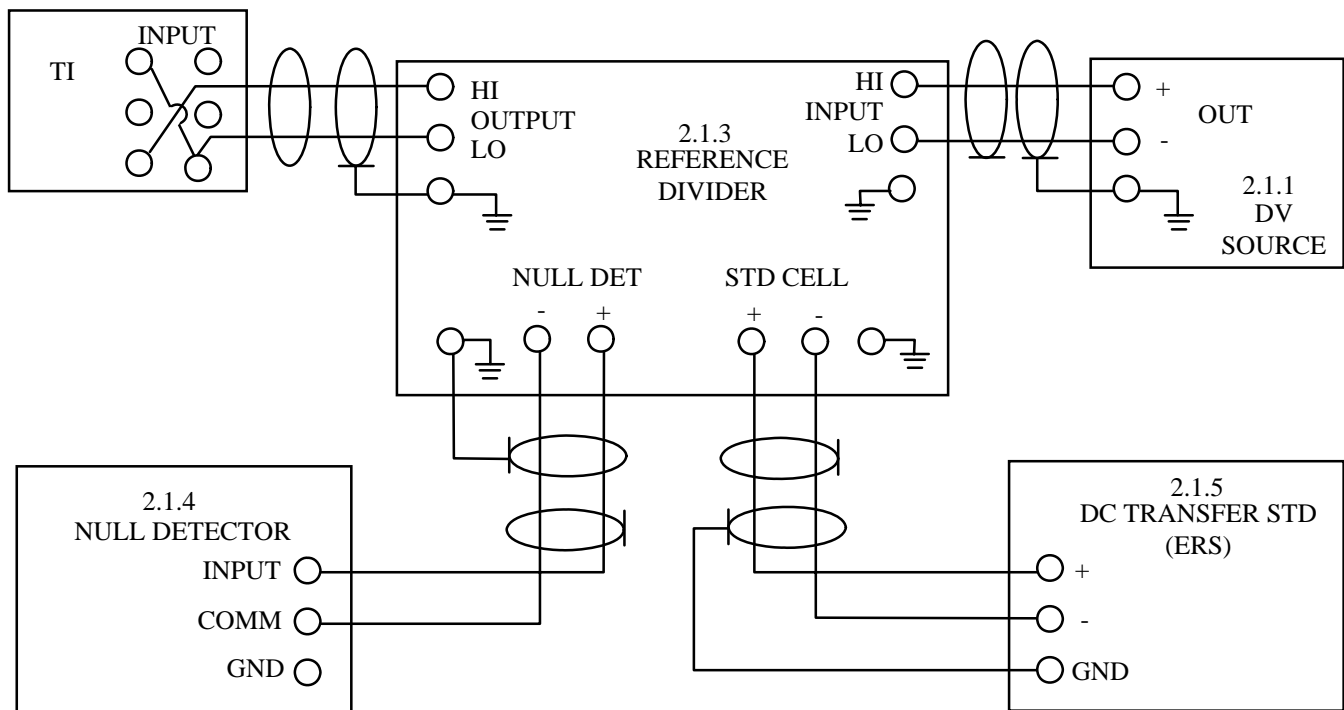 INPUT
TI
HI
OUTPUT
LO
2.1.3
REFERENCE
DIVIDER
HI
INPUT
LO
+
OUT
-
2.1.1
DV
SOURCE
NULL DET
- +
STD CELL
+ -
2.1.4
NULL DETECTOR
INPUT
COMM
GND
2.1.5
DC TRANSFER STD
(ERS)
+
-
GND